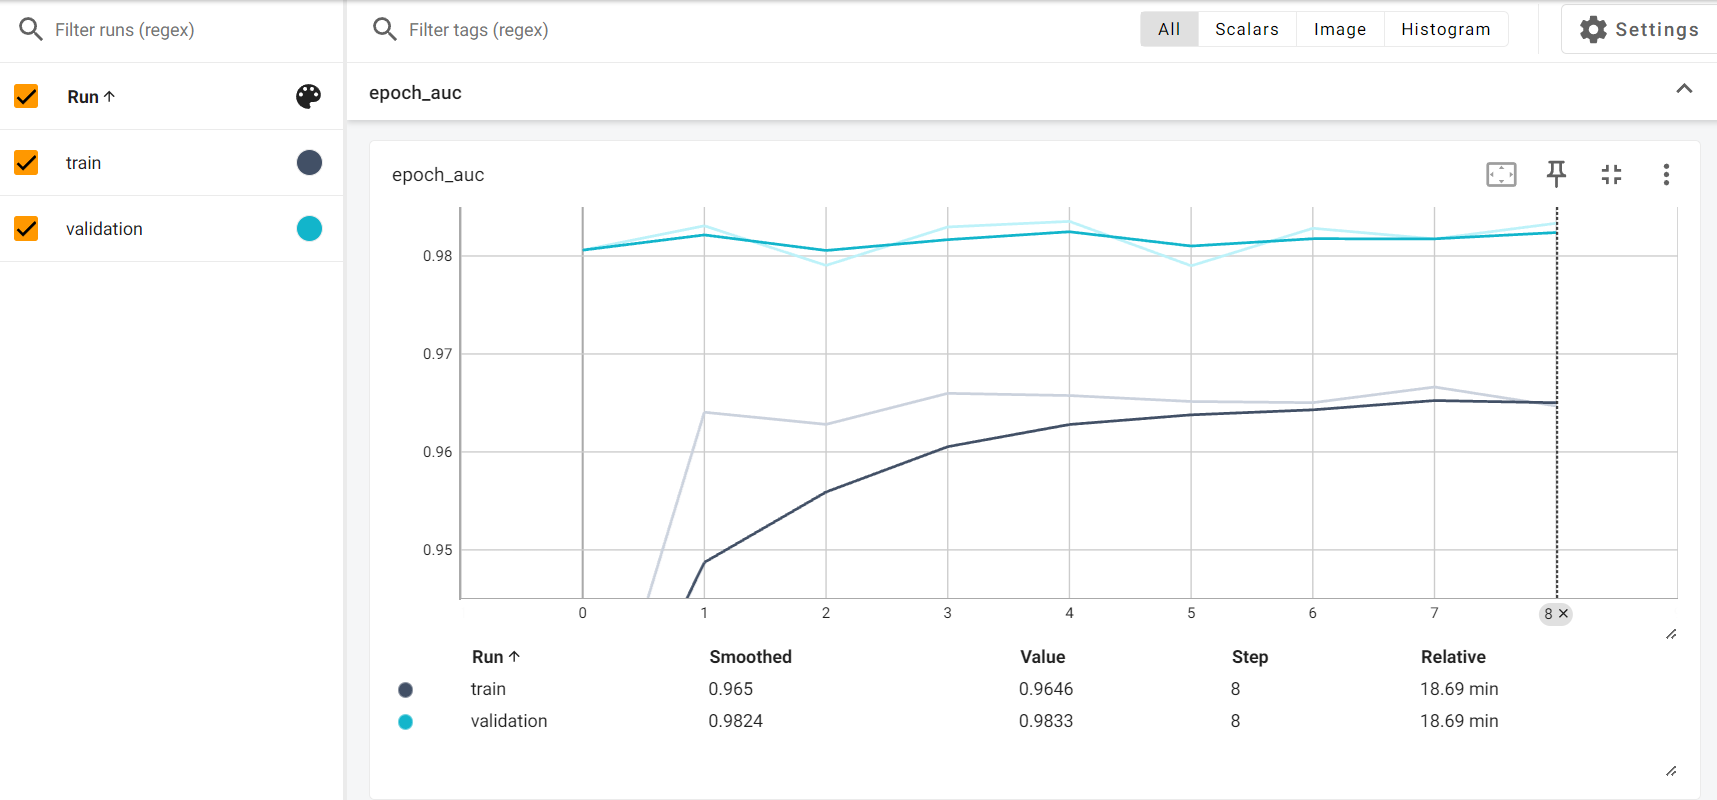 Filter runs (regex)
Filter tags (regex)
All Scalars Image Histogram
Settings
Run ↑
train
validation
epoch_auc
epoch_auc
0.98
0.97
0.96
0.95
0 1 2 3 4 5 6 7 8 ✕
Run ↑ Smoothed Value Step Relative
train 0.965 0.9646 8 18.69 min
validation 0.9824 0.9833 8 18.69 min